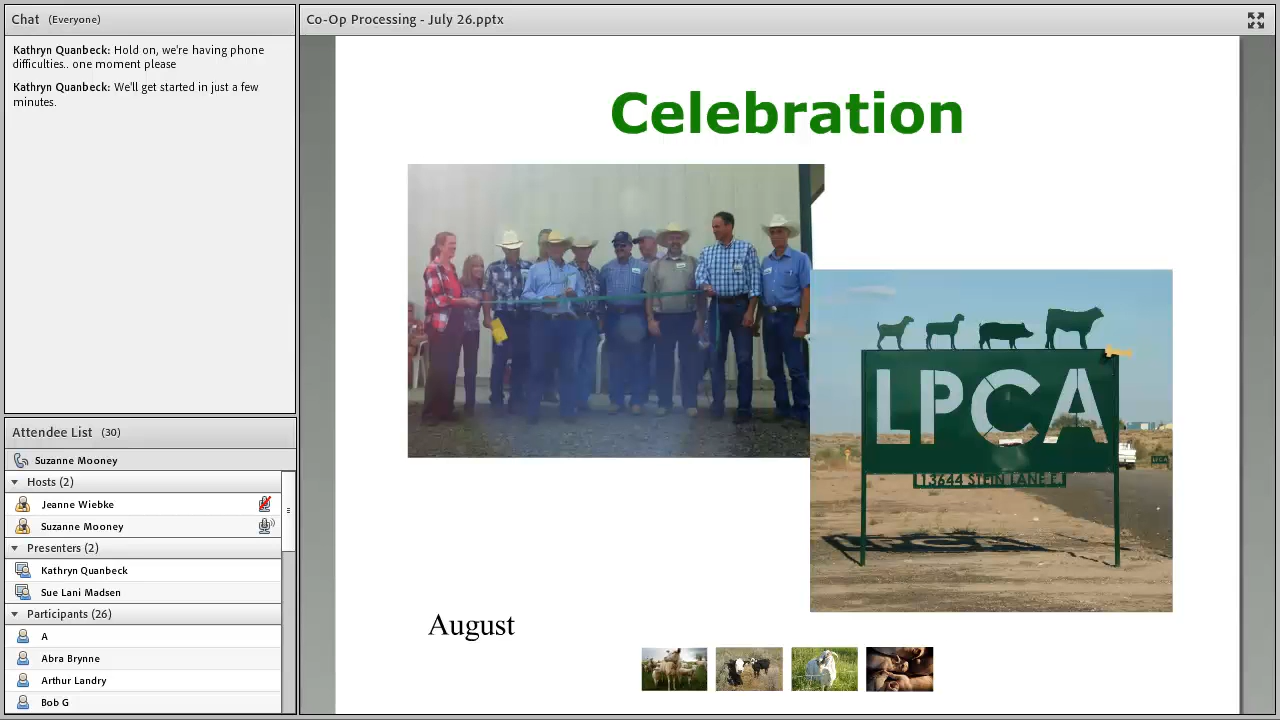 Chat (Everyone)
Kathryn Quanbeck: Hold on, we're having phone
difficulties.. one moment please
Kathryn Quanbeck: We'll get started in just a few
minutes.
Attendee List (30)
Suzanne Mooney
Hosts (2)
Jeanne Wiebke
Suzanne Mooney
Presenters (2)
Kathryn Quanbeck
Sue Lani Madsen
Participants (26)
A
Abra Brynne
Arthur Landry
Bob G
Co-Op Processing - July 26.pptx
Celebration
LPCA
13644 STEIN LANE E.
August